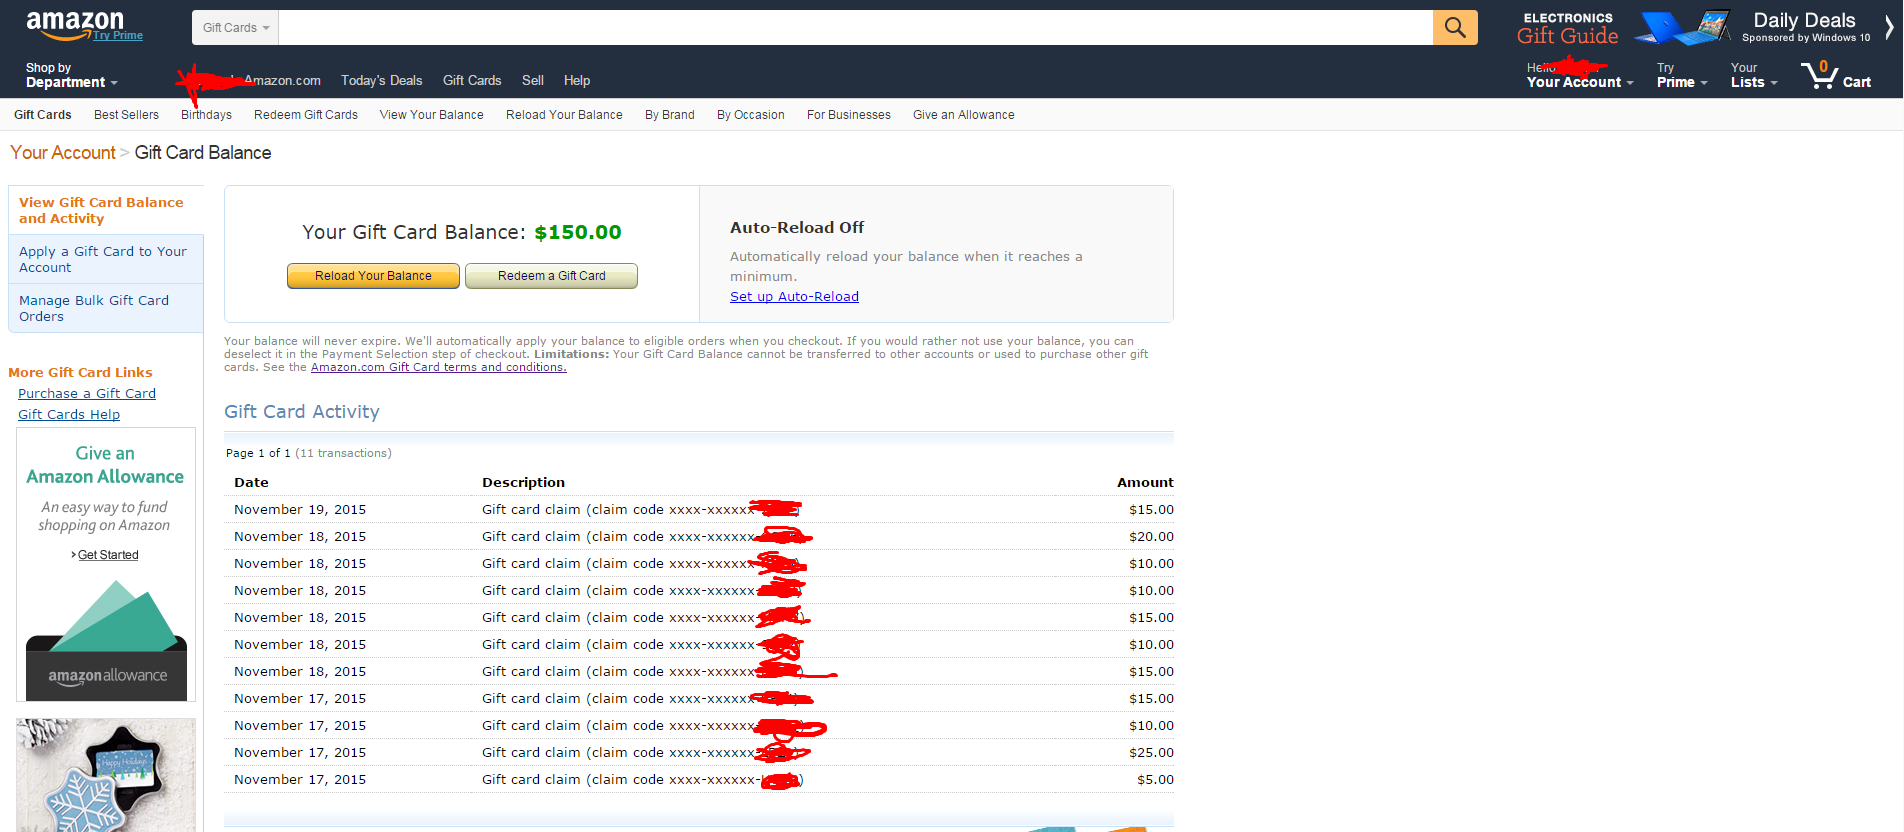 amazon
Try Prime
Gift Cards
ELECTRONICS
Gift Guide
Daily Deals
Sponsored by Windows 10
Shop by
Department
Amazon.com
Today's Deals
Gift Cards
Sell
Help
Your Account
Try
Prime
Your
Lists
0
Cart
Gift Cards
Best Sellers
Birthdays
Redeem Gift Cards
View Your Balance
Reload Your Balance
By Brand
By Occasion
For Businesses
Give an Allowance
Your Account > Gift Card Balance
View Gift Card Balance
and Activity
Apply a Gift Card to Your
Account
Manage Bulk Gift Card
Orders
More Gift Card Links
Purchase a Gift Card
Gift Cards Help
Give an
Amazon Allowance
An easy way to fund
shopping on Amazon
› Get Started
amazonallowance
Happy Holidays
Your Gift Card Balance: $150.00
Reload Your Balance
Redeem a Gift Card
Auto-Reload Off
Automatically reload your balance when it reaches a
minimum.
Set up Auto-Reload
Your balance will never expire. We'll automatically apply your balance to eligible orders when you checkout. If you would rather not use your balance, you can
deselect it in the Payment Selection step of checkout. Limitations: Your Gift Card Balance cannot be transferred to other accounts or used to purchase other gift
cards. See the Amazon.com Gift Card terms and conditions.
Gift Card Activity
Page 1 of 1 (11 transactions)
Date Description Amount
November 19, 2015 Gift card claim (claim code xxxx-xxxxxx- $15.00
November 18, 2015 Gift card claim (claim code xxxx-xxxxxx- $20.00
November 18, 2015 Gift card claim (claim code xxxx-xxxxxx- $10.00
November 18, 2015 Gift card claim (claim code xxxx-xxxxxx- $10.00
November 18, 2015 Gift card claim (claim code xxxx-xxxxxx- $15.00
November 18, 2015 Gift card claim (claim code xxxx-xxxxxx- $10.00
November 18, 2015 Gift card claim (claim code xxxx-xxxxxx- $15.00
November 17, 2015 Gift card claim (claim code xxxx-xxxxxx- $15.00
November 17, 2015 Gift card claim (claim code xxxx-xxxxxx- $10.00
November 17, 2015 Gift card claim (claim code xxxx-xxxxxx- $25.00
November 17, 2015 Gift card claim (claim code xxxx-xxxxxx- ) $5.00